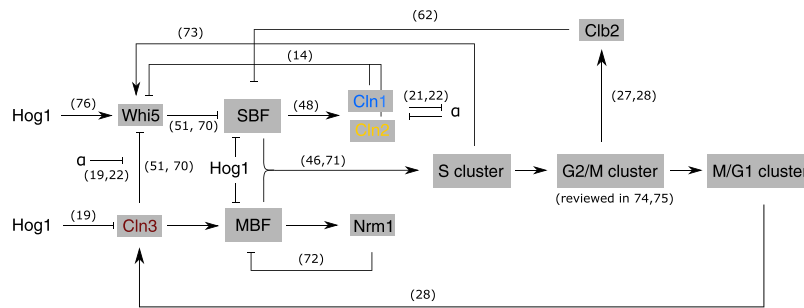 (62)
Clb2
(73)
(14)
(76)
(48)
Cln1
(21,22)
α
(27,28)
Hog1
Whi5
(51, 70)
SBF
Cln2
α
(19,22)
(51, 70)
Hog1
(46,71)
S cluster
G2/M cluster
M/G1 cluster
(reviewed in 74,75)
Hog1
(19)
Cln3
MBF
Nrm1
(72)
(28)